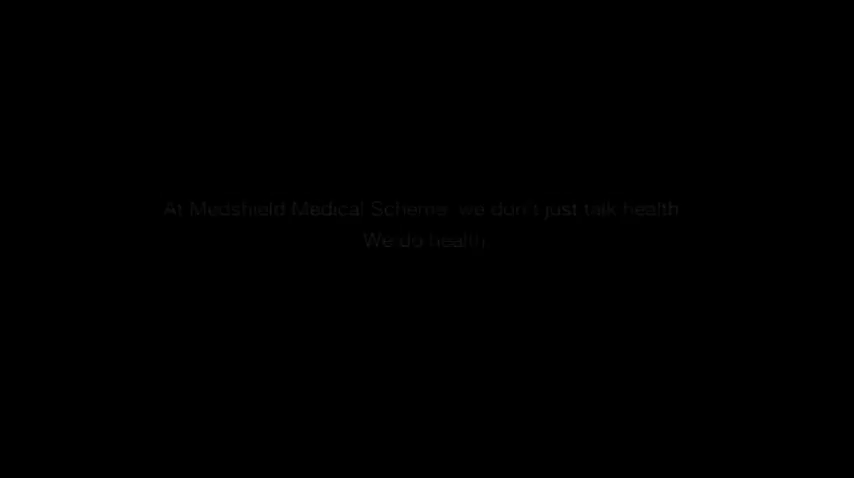 At Medshield Medical Scheme, we don't just talk health.
We do health.